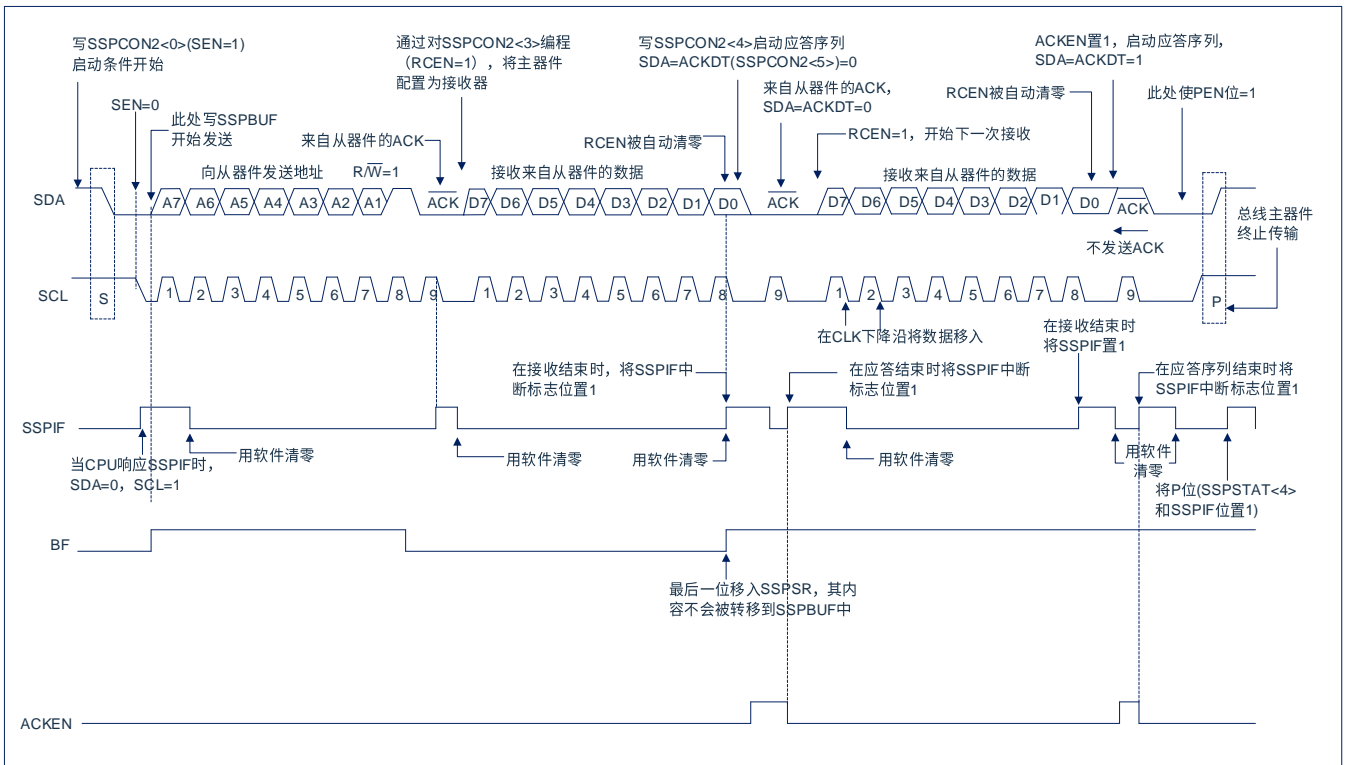 写SSPCON2<0>(SEN=1)
启动条件开始
SEN=0
此处写SSPBUF
开始发送
通过对SSPCON2<3>编程
（RCEN=1），将主器件
配置为接收器
来自从器件的ACK
写SSPCON2<4>启动应答序列
SDA=ACKDT(SSPCON2<5>)=0
来自从器件的ACK，
SDA=ACKDT=0
RCEN被自动清零
RCEN=1，开始下一次接收
ACKEN置1，启动应答序列，
SDA=ACKDT=1
RCEN被自动清零
此处使PEN位=1
向从器件发送地址
R/W̅=1
接收来自从器件的数据
接收来自从器件的数据
SDA
A7 A6 A5 A4 A3 A2 A1 ACK D7 D6 D5 D4 D3 D2 D1 D0 ACK D7 D6 D5 D4 D3 D2 D1 D0 ACK
不发送ACK
总线主器件
终止传输
SCL
S 1 2 3 4 5 6 7 8 9 1 2 3 4 5 6 7 8 9 1 2 3 4 5 6 7 8 9 P
在CLK下降沿将数据移入
在接收结束时
将SSPIF置1
在接收结束时，将SSPIF中
断标志位置1
在应答结束时将SSPIF中断
标志位置1
在应答序列结束时将
SSPIF中断标志位置1
SSPIF
当CPU响应SSPIF时，
SDA=0，SCL=1
用软件清零
用软件清零
用软件清零
用软件清零
用软件
清零
将P位(SSPSTAT<4>
和SSPIF位置1)
BF
最后一位移入SSPSR，其内
容不会被转移到SSPBUF中
ACKEN